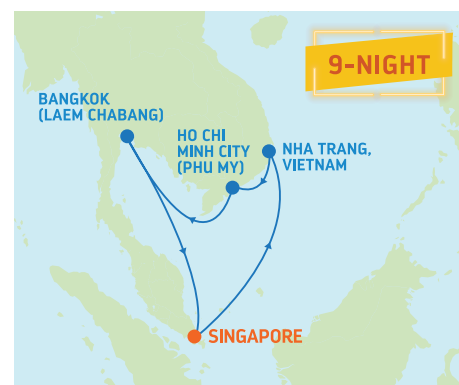 9-NIGHT
BANGKOK
(LAEM CHABANG)
HO CHI
MINH CITY
(PHU MY)
NHA TRANG,
VIETNAM
SINGAPORE